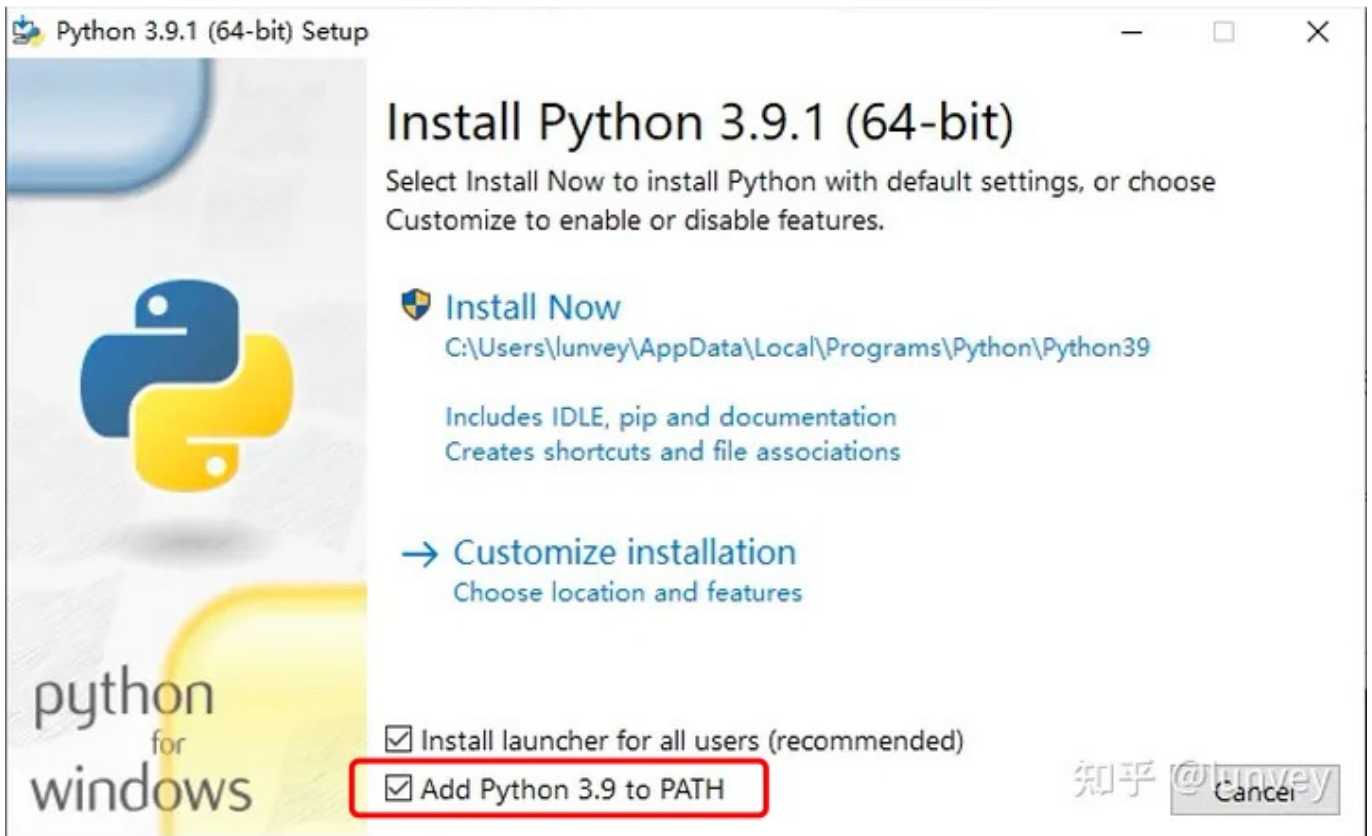 Python 3.9.1 (64-bit) Setup
Install Python 3.9.1 (64-bit)
Select Install Now to install Python with default settings, or choose
Customize to enable or disable features.
Install Now
C:\Users\lunvey\AppData\Local\Programs\Python\Python39
Includes IDLE, pip and documentation
Creates shortcuts and file associations
Customize installation
Choose location and features
python
for
windows
Install launcher for all users (recommended)
Add Python 3.9 to PATH
Cancel
知乎 @lunvey